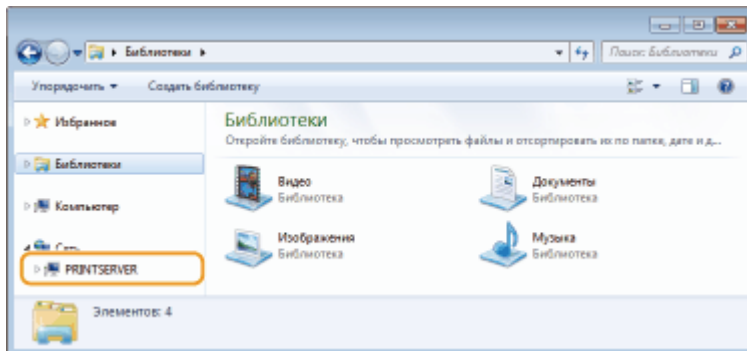 Библиотеки
Поиск: Библиотеки
Упорядочить Создать библиотеку
Избранное
Библиотеки
Компьютер
Сеть
PRINTSERVER
Библиотеки
Откройте библиотеку, чтобы просмотреть файлы и отсортировать их по папке, дате и д...
Видео
Библиотека
Документы
Библиотека
Изображения
Библиотека
Музыка
Библиотека
Элементов: 4